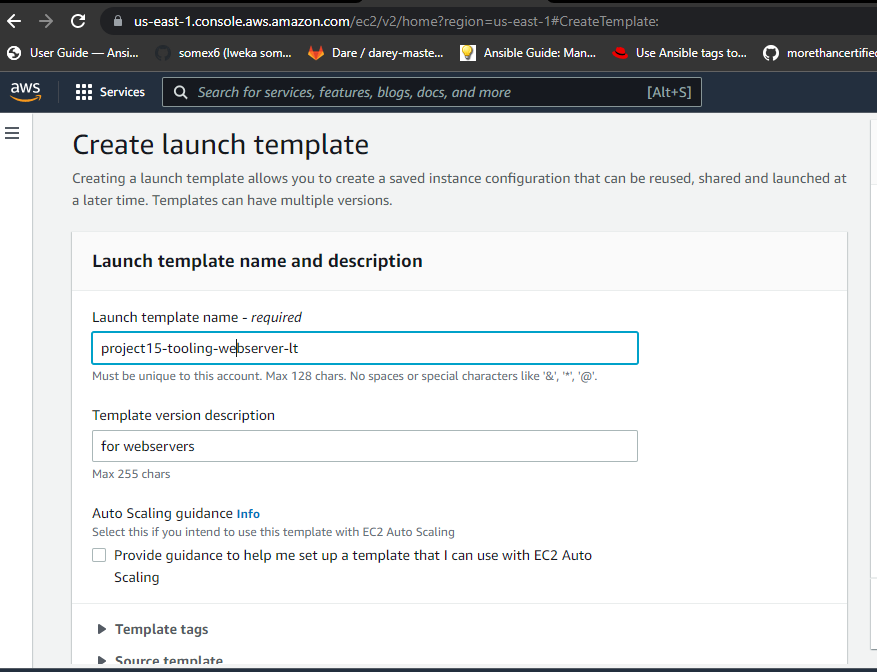 us-east-1.console.aws.amazon.com/ec2/v2/home?region=us-east-1#CreateTemplate:
User Guide — Ansi... somex6 (lweka som... Dare / darey-maste... Ansible Guide: Man... Use Ansible tags to... morethancertified
aws Services Search for services, features, blogs, docs, and more [Alt+S]
Create launch template
Creating a launch template allows you to create a saved instance configuration that can be reused, shared and launched at
a later time. Templates can have multiple versions.
Launch template name and description
Launch template name - required
project15-tooling-webserver-lt
Must be unique to this account. Max 128 chars. No spaces or special characters like '&', '*', '@'.
Template version description
for webservers
Max 255 chars
Auto Scaling guidance Info
Select this if you intend to use this template with EC2 Auto Scaling
Provide guidance to help me set up a template that I can use with EC2 Auto
Scaling
Template tags
Source template